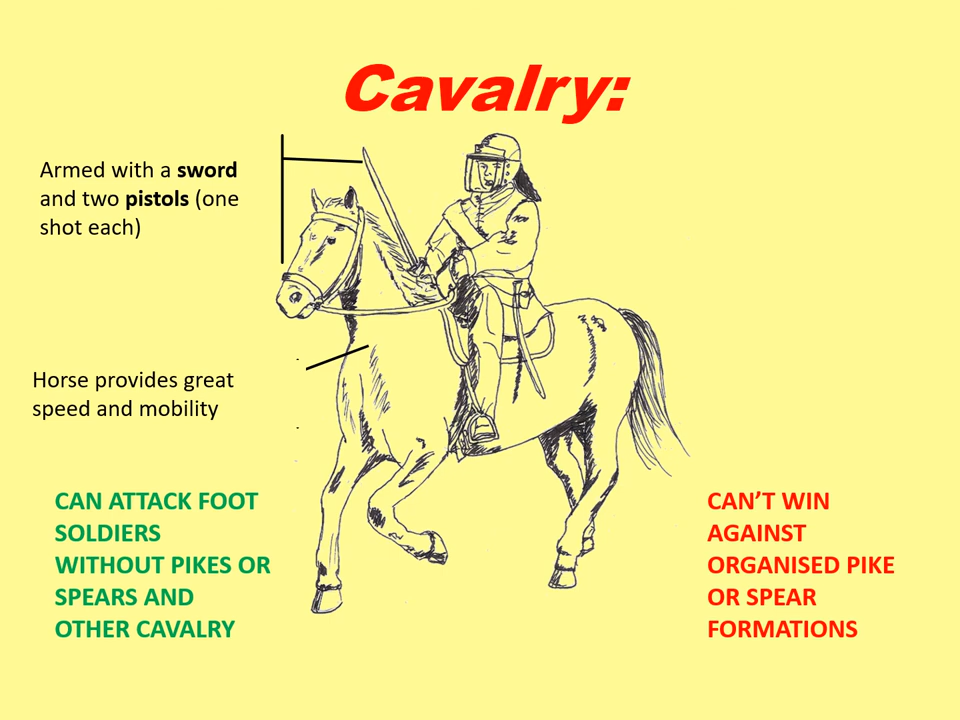 Cavalry:
Armed with a sword
and two pistols (one
shot each)
Horse provides great
speed and mobility
CAN ATTACK FOOT
SOLDIERS
WITHOUT PIKES OR
SPEARS AND
OTHER CAVALRY
CAN’T WIN
AGAINST
ORGANISED PIKE
OR SPEAR
FORMATIONS